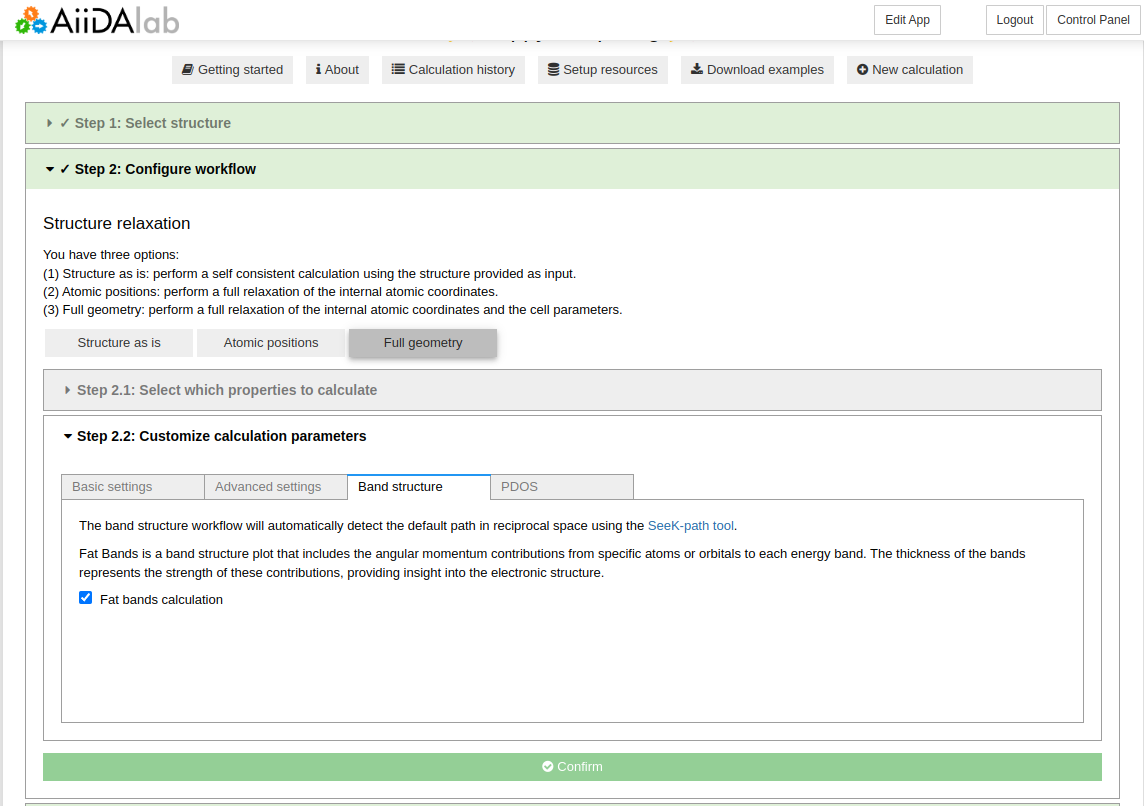 AiiDAlab
Edit App
Logout
Control Panel
Getting started
About
Calculation history
Setup resources
Download examples
New calculation
✓ Step 1: Select structure
✓ Step 2: Configure workflow
Structure relaxation
You have three options:
(1) Structure as is: perform a self consistent calculation using the structure provided as input.
(2) Atomic positions: perform a full relaxation of the internal atomic coordinates.
(3) Full geometry: perform a full relaxation of the internal atomic coordinates and the cell parameters.
Structure as is
Atomic positions
Full geometry
Step 2.1: Select which properties to calculate
Step 2.2: Customize calculation parameters
Basic settings
Advanced settings
Band structure
PDOS
The band structure workflow will automatically detect the default path in reciprocal space using the SeeK-path tool.
Fat Bands is a band structure plot that includes the angular momentum contributions from specific atoms or orbitals to each energy band. The thickness of the bands
represents the strength of these contributions, providing insight into the electronic structure.
Fat bands calculation
Confirm